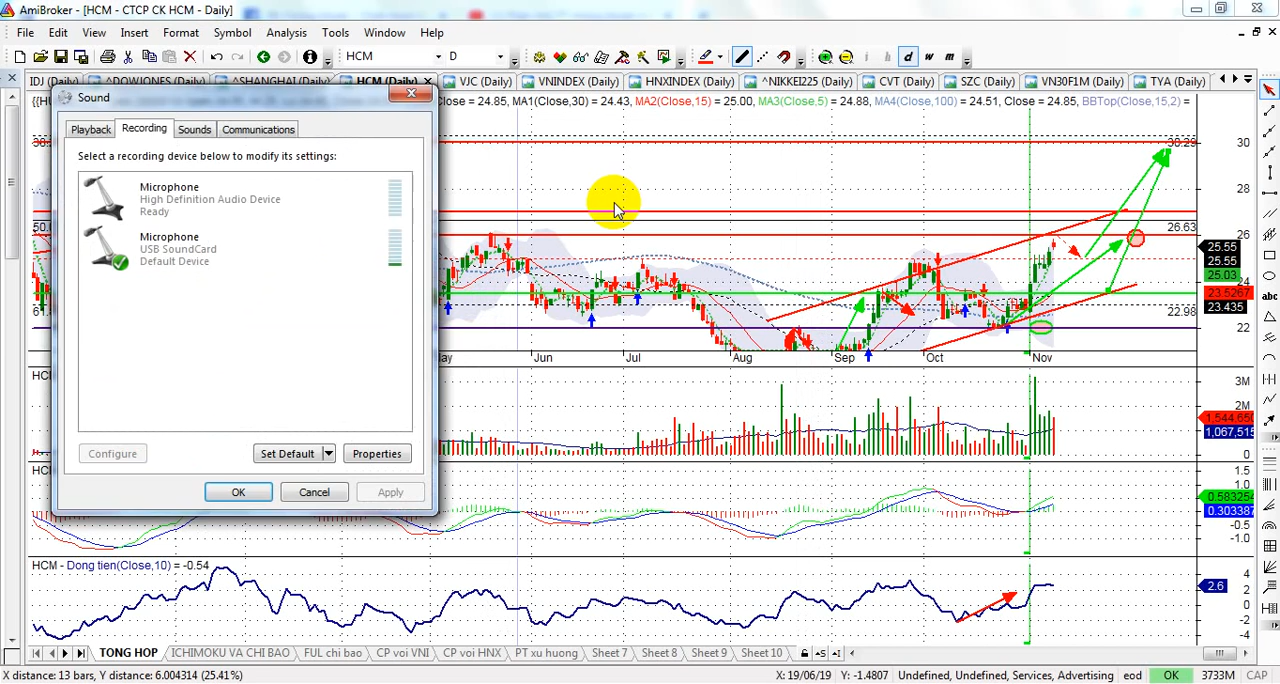 AmiBroker - [HCM - CTCP CK HCM - Daily]
File Edit View Insert Format Symbol Analysis Tools Window Help
HCM D d w m
IDJ (Daily) ^DOWJONES (Daily) ^SHANGHAI (Daily) HCM (Daily) VJC (Daily) VNINDEX (Daily) HNXINDEX (Daily) ^NIKKEI225 (Daily) CVT (Daily) SZC (Daily) VN30F1M (Daily) TYA (Daily)
Sound
Close = 24.85, MA1(Close,30) = 24.43, MA2(Close,15) = 25.00, MA3(Close,5) = 24.88, MA4(Close,100) = 24.51, Close = 24.85, BBTop(Close,15,2) =
Playback Recording Sounds Communications
Select a recording device below to modify its settings:
Microphone
High Definition Audio Device
Ready
Microphone
USB SoundCard
Default Device
Configure Set Default Properties
OK Cancel Apply
30.29
30
28
26.63
26
25.55
25.55
25.03
24
23.5267
23.435
22.98
22
Jun Jul Aug Sep Oct Nov
3M
2M
1,544,650
1,067,515
0
1.5
1.0
0.583254
0.303387
-0.5
-1.0
HCM - Dong tien(Close,10) = -0.54
4
2.6
2
0
-2
-4
TONG HOP ICHIMOKU VA CHI BAO FUL chi bao CP voi VNI CP voi HNX PT xu huong Sheet 7 Sheet 8 Sheet 9 Sheet 10
X distance: 13 bars, Y distance: 6.004314 (25.41%) X: 19/06/19 Y: -1.4807 Undefined, Undefined, Services, Advertising eod OK 3733M CAP